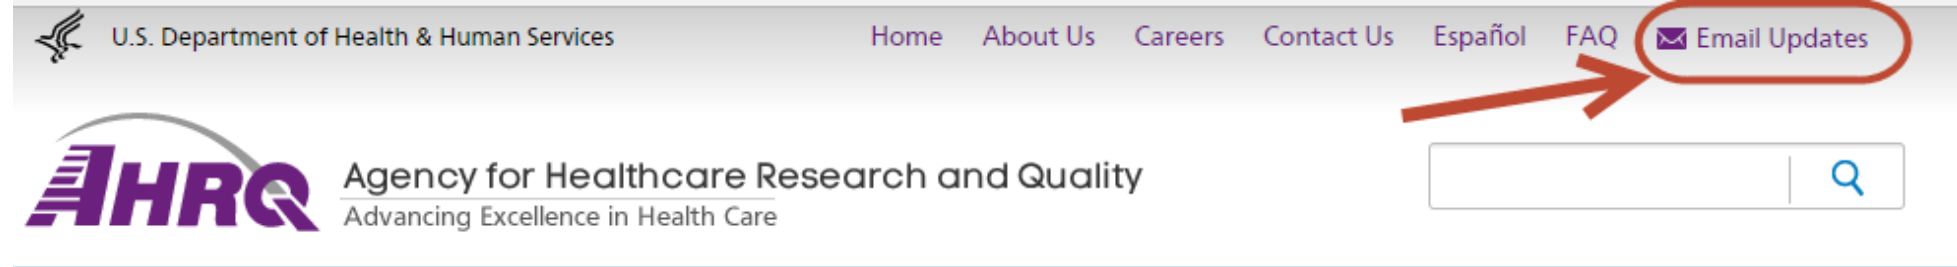 U.S. Department of Health & Human Services
Home About Us Careers Contact Us Español FAQ Email Updates
AHRQ
Agency for Healthcare Research and Quality
Advancing Excellence in Health Care